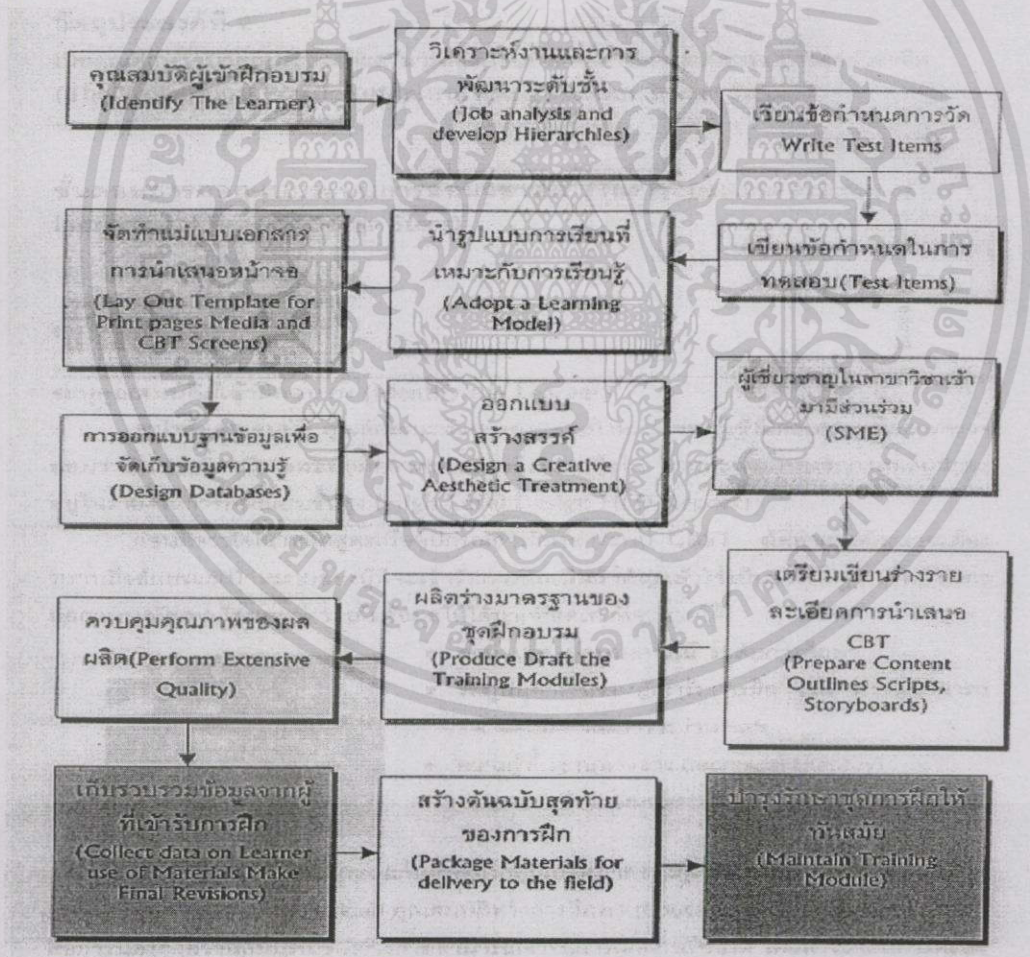 คุณสมบัติผู้เข้าฝึกอบรม
(Identify The Learner)
วิเคราะห์งานและการ
พัฒนาระดับชั้น
(Job analysis and
develop Hierarchies)
เขียนข้อกำหนดการวัด
Write Test Items
เขียนข้อกำหนดในการ
ทดสอบ(Test Items)
นำรูปแบบการเรียนที่
เหมาะกับการเรียนรู้
(Adopt a Learning
Model)
จัดทำแม่แบบเอกสาร
การนำเสนอหน้าจอ
(Lay Out Template for
Print pages Media and
CBT Screens)
การออกแบบฐานข้อมูลเพื่อ
จัดเก็บข้อมูลความรู้
(Design Databases)
ออกแบบ
สร้างสรรค์
(Design a Creative
Aesthetic Treatment)
ผู้เชี่ยวชาญในสาขาวิชาเข้า
มามีส่วนร่วม
(SME)
เตรียมเขียนร่างราย
ละเอียดการนำเสนอ
CBT
(Prepare Content
Outlines Scripts,
Storyboards)
ผลิตร่างมาตรฐานของ
ชุดฝึกอบรม
(Produce Draft the
Training Modules)
ควบคุมคุณภาพของผล
ผลิต(Perform Extensive
Quality)
เก็บรวบรวมข้อมูลจากผู้
ที่เข้ารับการฝึก
(Collect data on Learner
use of Materials Make
Final Revisions)
สร้างต้นฉบับสุดท้าย
ของการฝึก
(Package Materials for
delivery to the field)
บำรุงรักษาชุดการฝึกให้
ทันสมัย
(Maintain Training
Module)